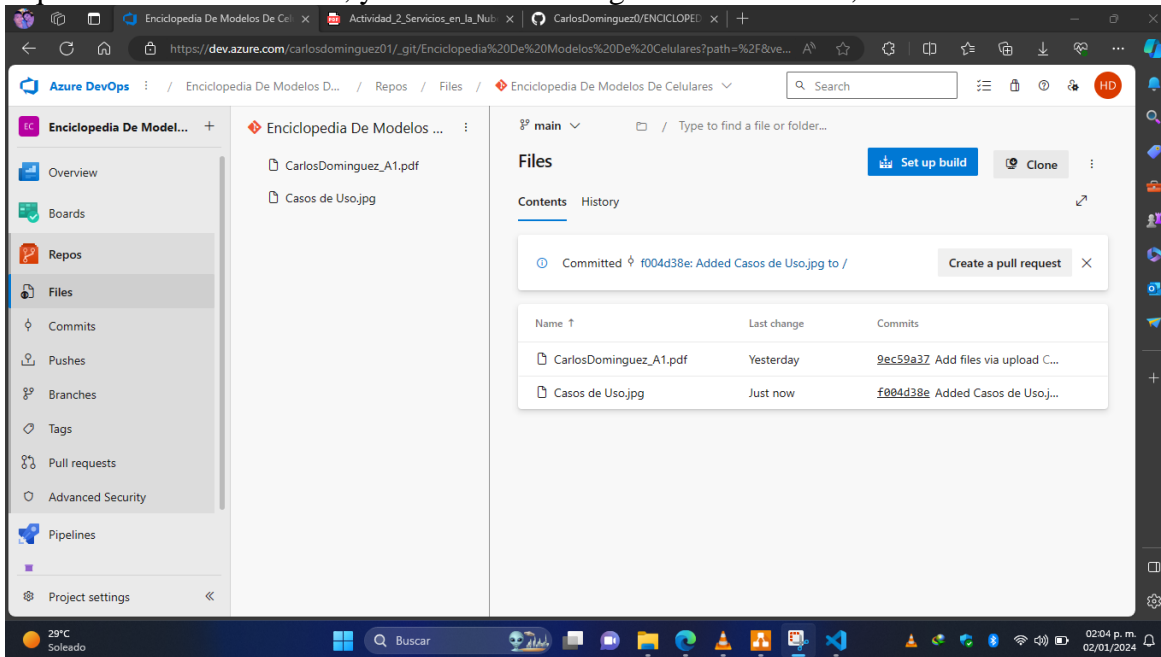 Enciclopedia De Modelos De Cel
Actividad_2_Servicios_en_la_Nub
CarlosDominguez0/ENCICLOPED
https://dev.azure.com/carlosdominguez01/_git/Enciclopedia%20De%20Modelos%20De%20Celulares?path=%2F&ve...
Azure DevOps / Enciclopedia De Modelos D... / Repos / Files / Enciclopedia De Modelos De Celulares
Search
HD
EC Enciclopedia De Model... +
Overview
Boards
Repos
Files
Commits
Pushes
Branches
Tags
Pull requests
Advanced Security
Pipelines
Project settings
Enciclopedia De Modelos ...
CarlosDominguez_A1.pdf
Casos de Uso.jpg
main / Type to find a file or folder...
Files
Set up build
Clone
Contents History
Committed f004d38e: Added Casos de Uso.jpg to /
Create a pull request
Name ↑ Last change Commits
CarlosDominguez_A1.pdf Yesterday 9ec59a37 Add files via upload C...
Casos de Uso.jpg Just now f004d38e Added Casos de Uso.j...
29°C
Soleado
Buscar
02:04 p. m.
02/01/2024